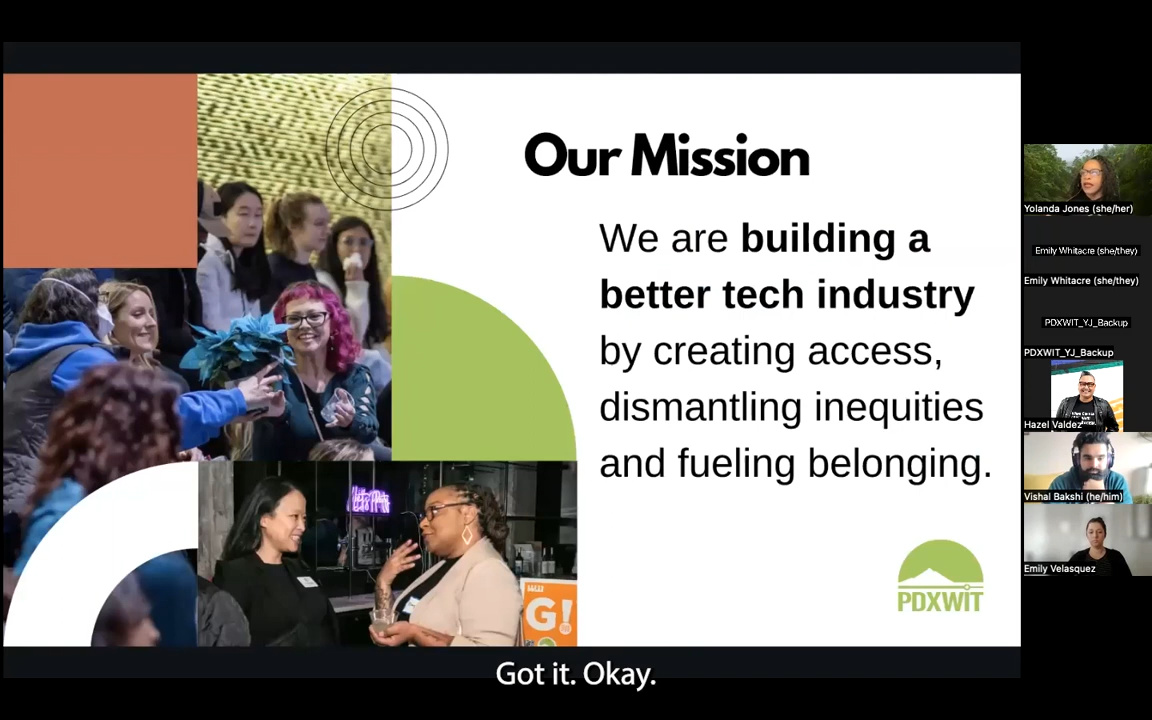 Our Mission
We are building a
better tech industry
by creating access,
dismantling inequities
and fueling belonging.
PDXWIT
G!
Got it. Okay.
Yolanda Jones (she/her)
Emily Whitacre (she/they)
Emily Whitacre (she/they)
PDXWIT_YJ_Backup
PDXWIT_YJ_Backup
Hazel Valdez
Vishal Bakshi (he/him)
Emily Velasquez